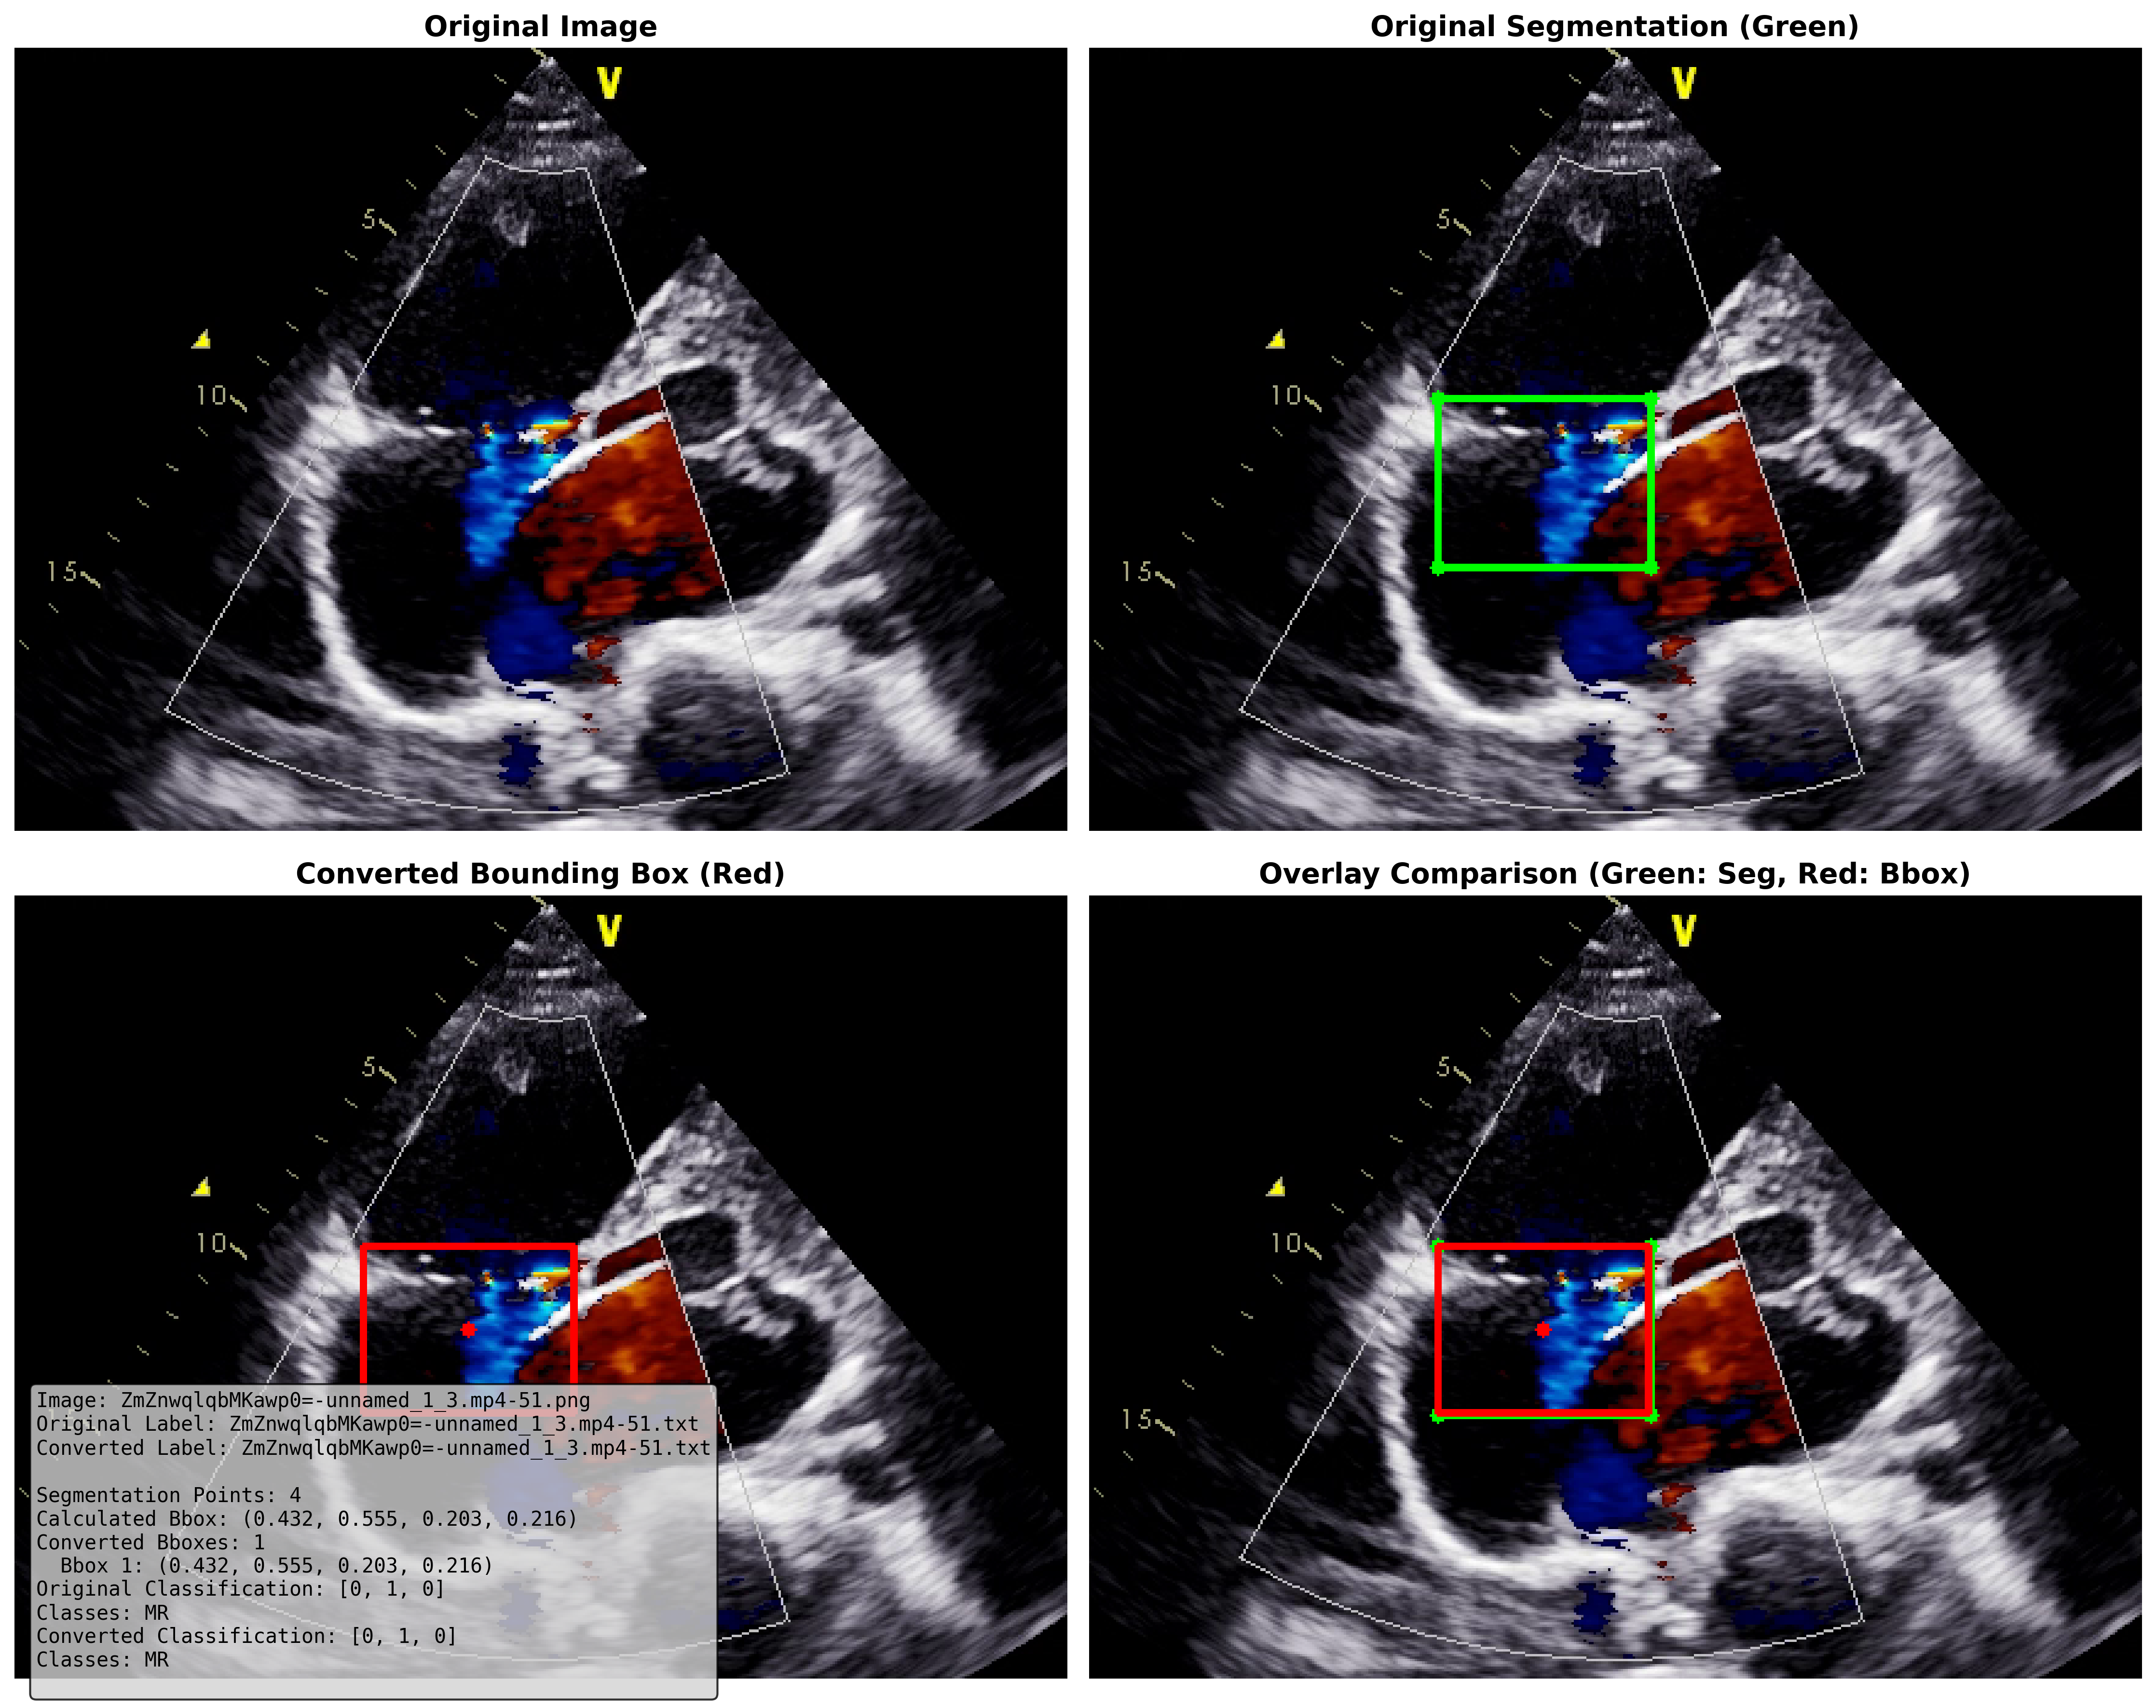 Original Image
Original Segmentation (Green)
V
5
10
15
V
5
10
15
Converted Bounding Box (Red)
Overlay Comparison (Green: Seg, Red: Bbox)
V
5
10
V
5
10
15
Image: ZmZnwqlqbMKawp0=-unnamed_1_3.mp4-51.png
Original Label: ZmZnwqlqbMKawp0=-unnamed_1_3.mp4-51.txt
Converted Label: ZmZnwqlqbMKawp0=-unnamed_1_3.mp4-51.txt
Segmentation Points: 4
Calculated Bbox: (0.432, 0.555, 0.203, 0.216)
Converted Bboxes: 1
Bbox 1: (0.432, 0.555, 0.203, 0.216)
Original Classification: [0, 1, 0]
Classes: MR
Converted Classification: [0, 1, 0]
Classes: MR